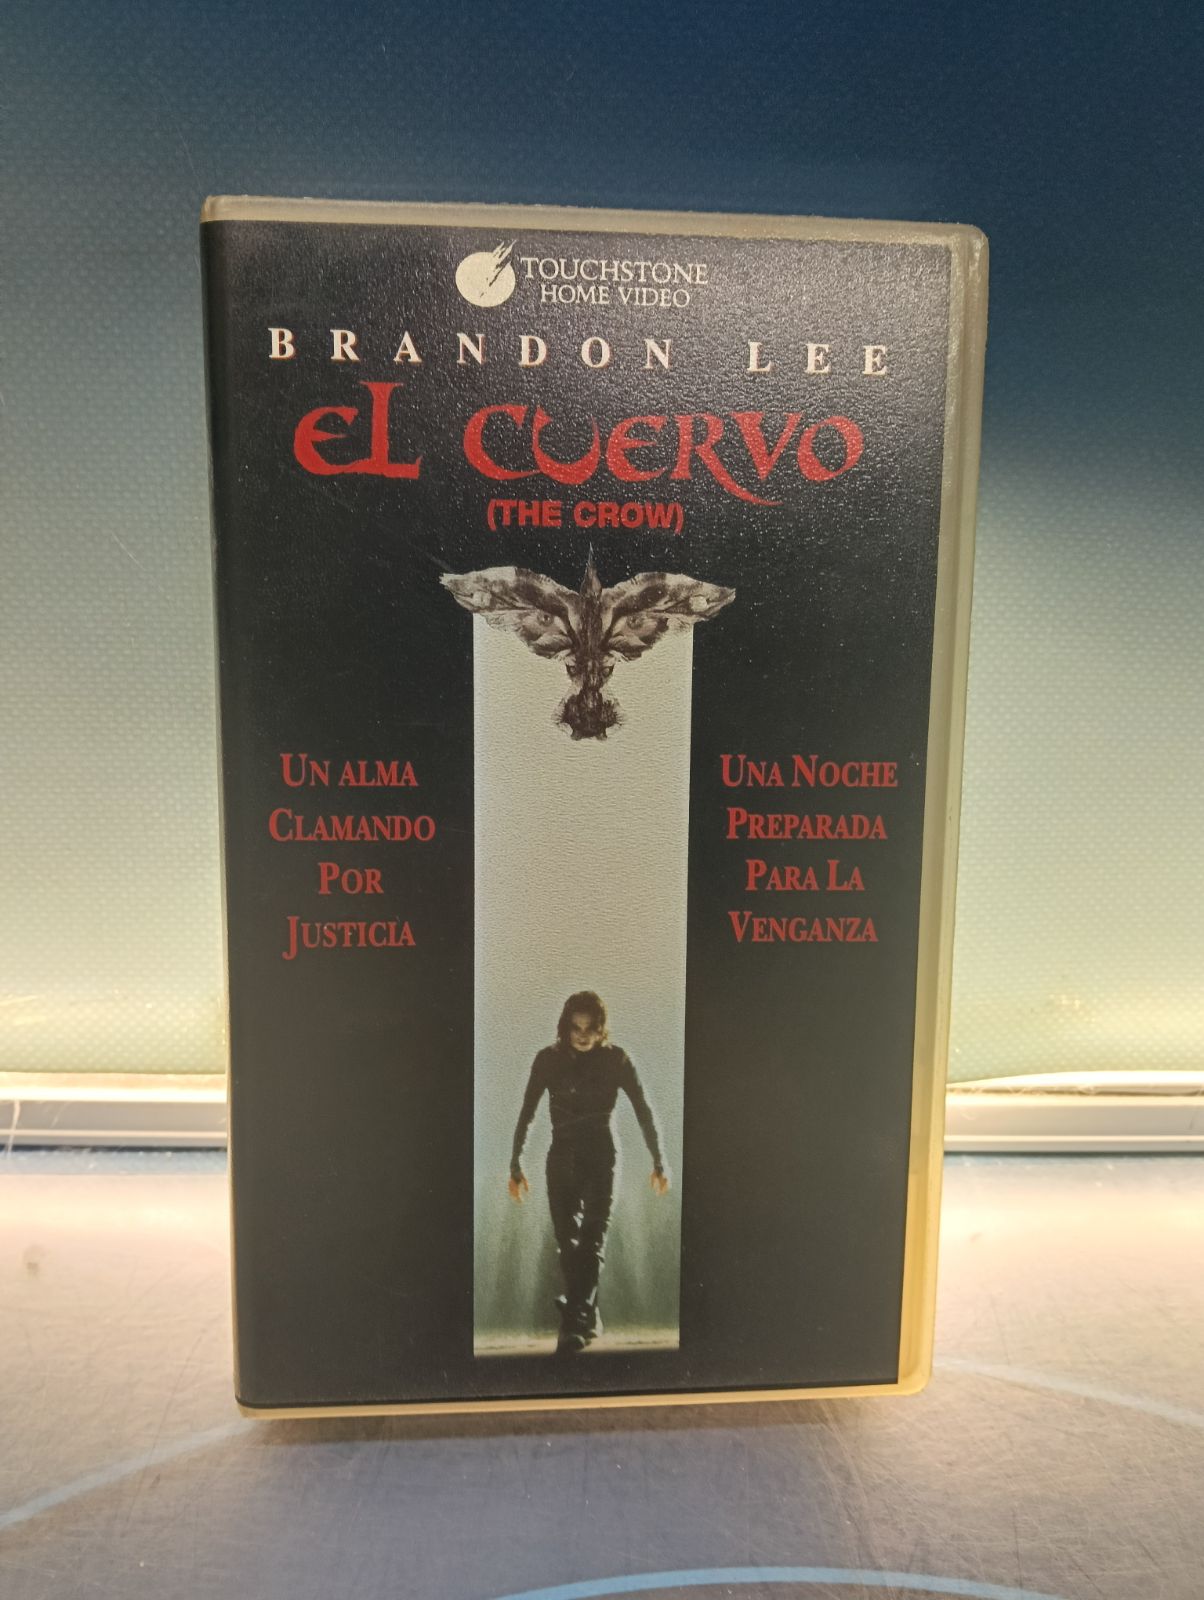 TOUCHSTONE
HOME VIDEO
BRANDON LEE
EL CUERVO
(THE CROW)
UN ALMA
CLAMANDO
POR
JUSTICIA
UNA NOCHE
PREPARADA
PARA LA
VENGANZA